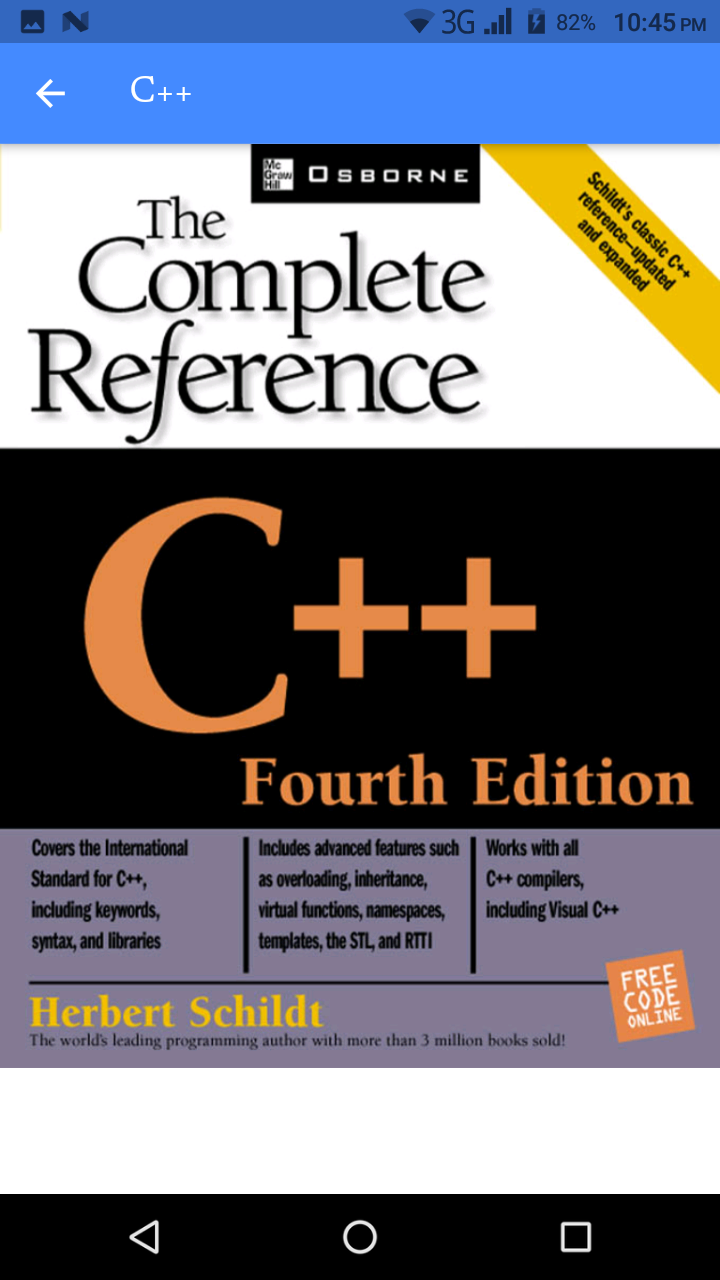 3G 82% 10:45 PM
C++
Mc
Graw
Hill
OSBORNE
Schildt's classic C++
reference—updated
and expanded
The
Complete
Reference
C++
Fourth Edition
Covers the International
Standard for C++,
including keywords,
syntax, and libraries
Includes advanced features such
as overloading, inheritance,
virtual functions, namespaces,
templates, the STL, and RTTI
Works with all
C++ compilers,
including Visual C++
FREE
CODE
ONLINE
Herbert Schildt
The world's leading programming author with more than 3 million books sold!